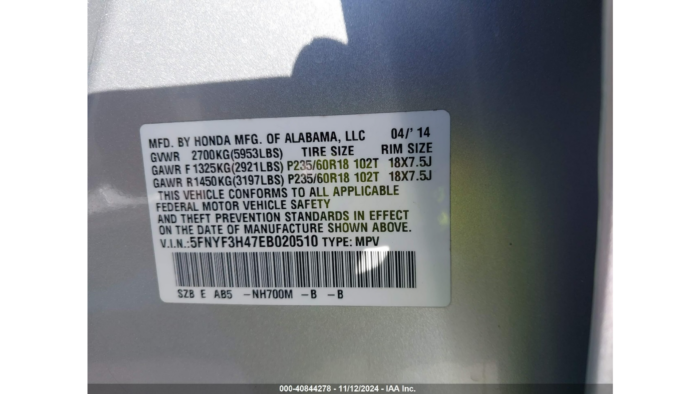 MFD. BY HONDA MFG. OF ALABAMA, LLC 04/'14
GVWR 2700KG(5953LBS) TIRE SIZE RIM SIZE
GAWR F1325KG(2921LBS) P235/60R18 102T 18X7.5J
GAWR R1450KG(3197LBS) P235/60R18 102T 18X7.5J
THIS VEHICLE CONFORMS TO ALL APPLICABLE
FEDERAL MOTOR VEHICLE SAFETY
AND THEFT PREVENTION STANDARDS IN EFFECT
ON THE DATE OF MANUFACTURE SHOWN ABOVE.
V.I.N.:5FNYF3H47EB020510 TYPE: MPV
SZB E AB5 -NH700M -B -B
000-40844278 - 11/12/2024 - IAA Inc.